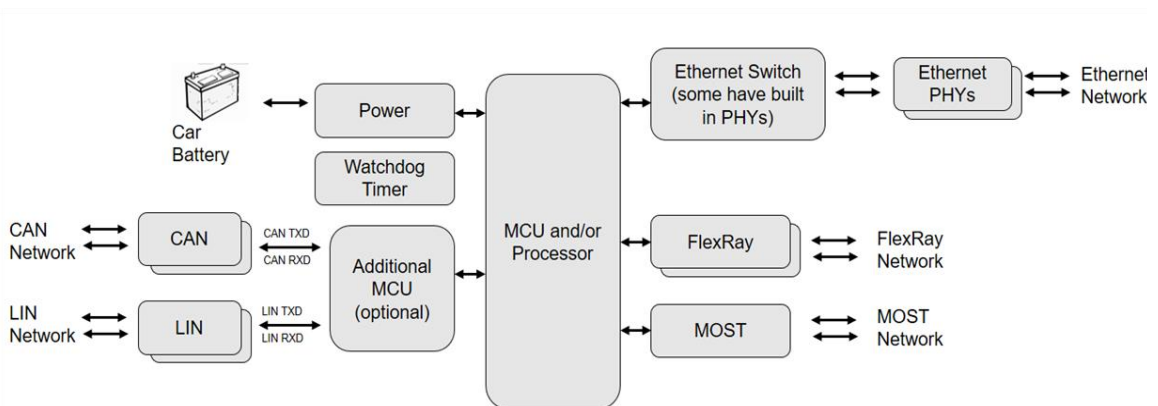 Car
Battery
Power
Watchdog
Timer
CAN
Network
CAN
CAN TXD
CAN RXD
LIN
Network
LIN
LIN TXD
LIN RXD
Additional
MCU
(optional)
MCU and/or
Processor
Ethernet Switch
(some have built
in PHYs)
Ethernet
PHYs
Ethernet
Network
FlexRay
FlexRay
Network
MOST
MOST
Network